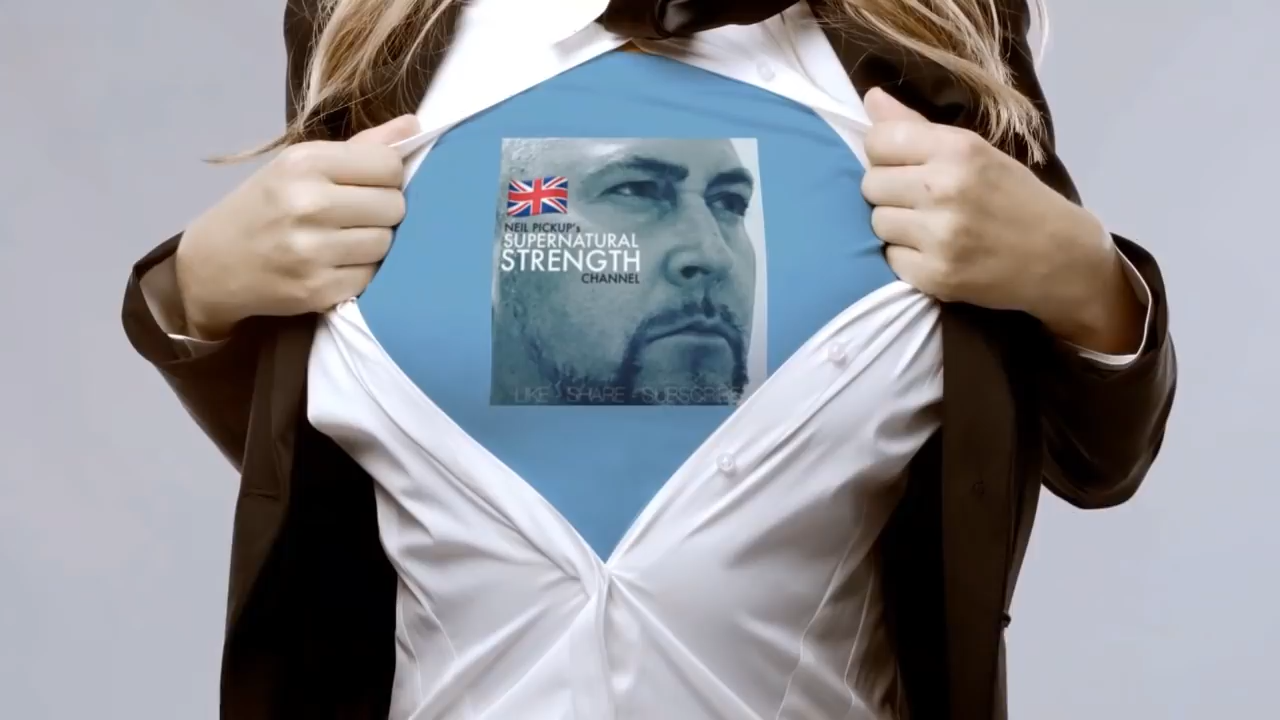 NEIL PICKUP's
SUPERNATURAL
STRENGTH
CHANNEL
LIKE SHARE SUBSCRIBE